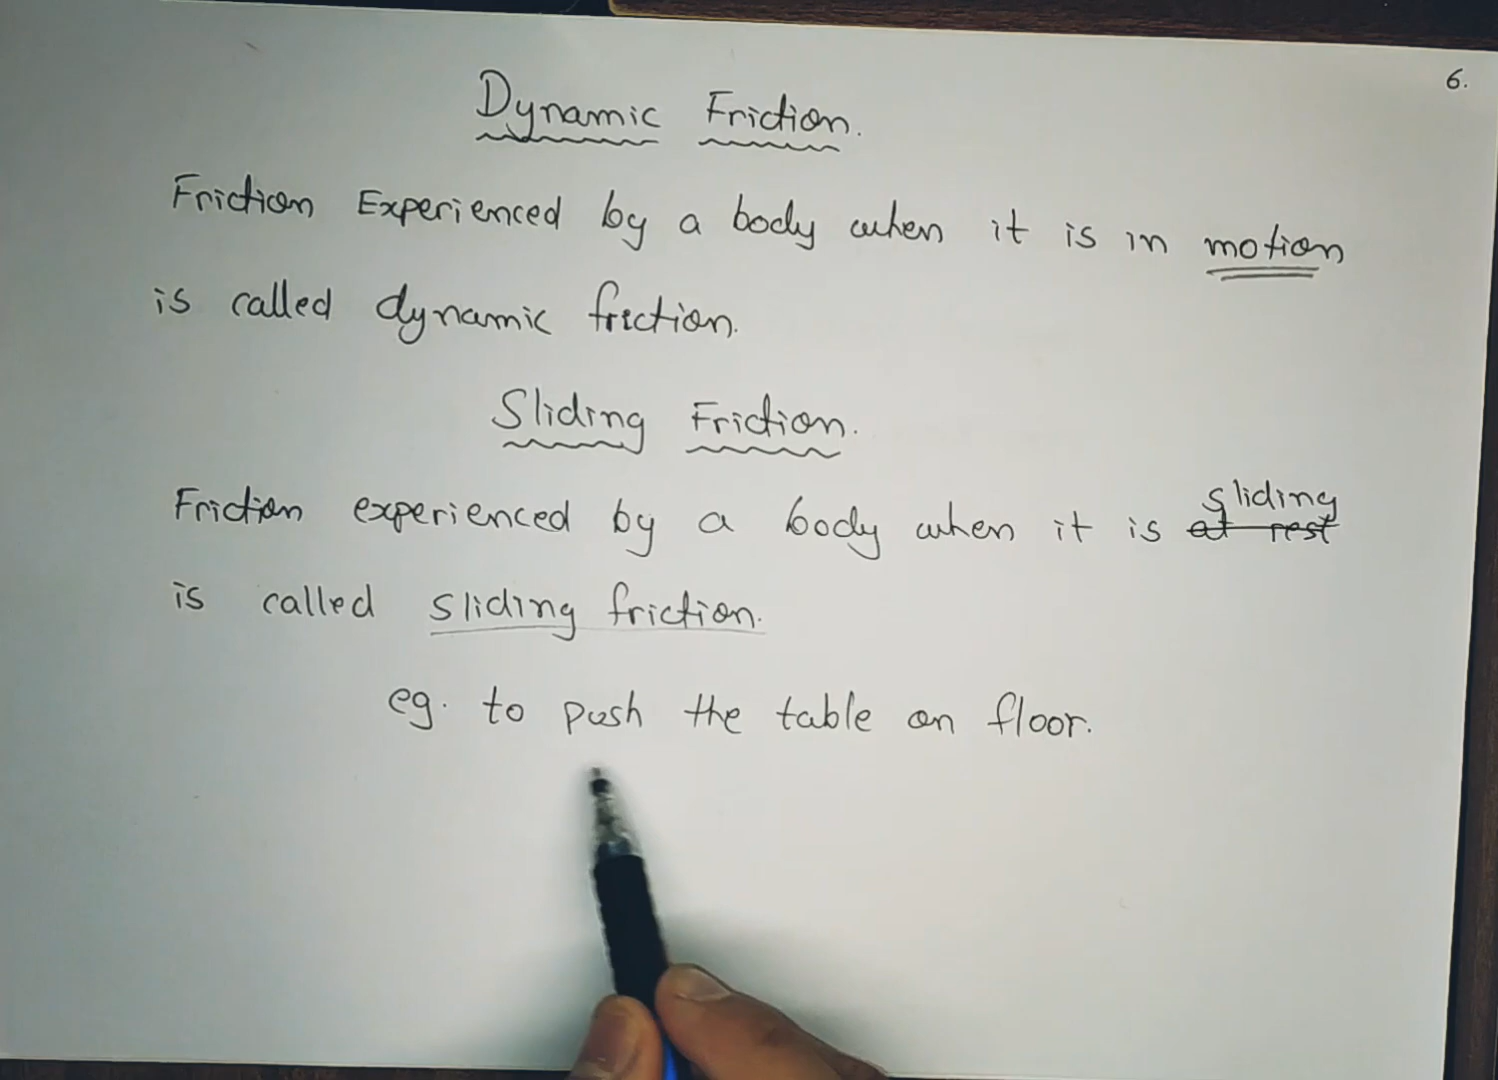 6.
Dynamic Friction.
Friction Experienced by a body when it is in motion
is called dynamic friction.
Sliding Friction.
Friction experienced by a body when it is ~~at rest~~ sliding
is called sliding friction.
eg. to push the table on floor.